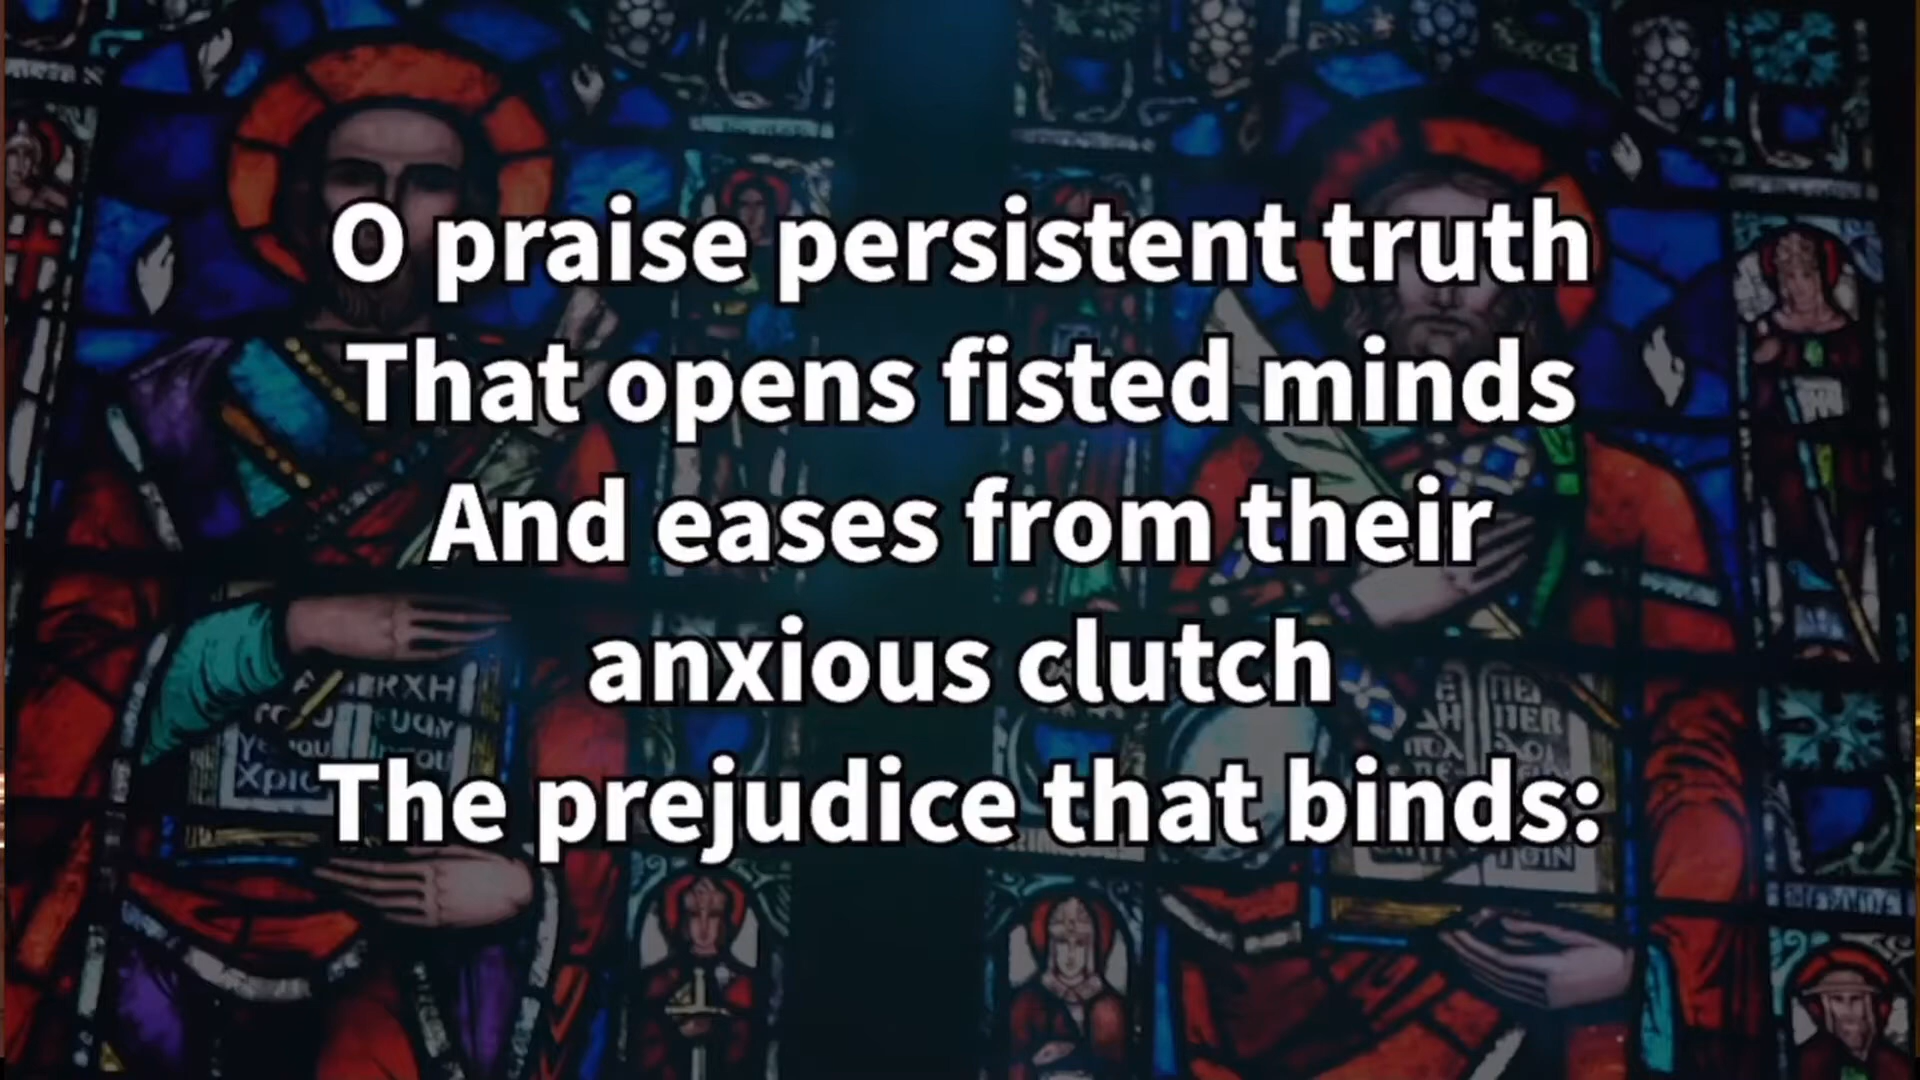 O praise persistent truth
That opens fisted minds
And eases from their
anxious clutch
The prejudice that binds: